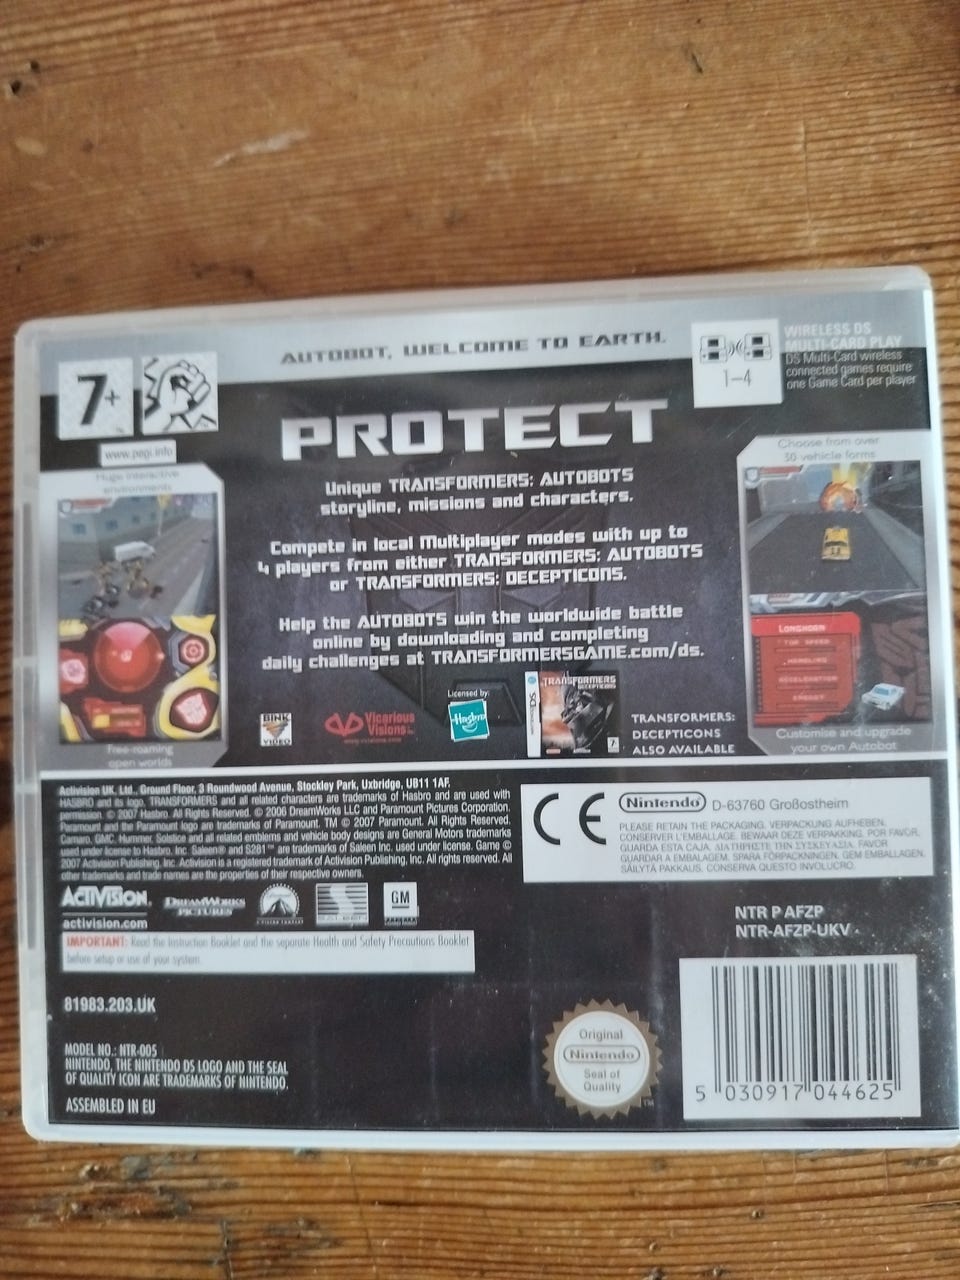 AUTOBOT, WELCOME TO EARTH.
7+
www.pegi.info
1-4
WIRELESS DS
MULTI-CARD PLAY
DS Multi-Card wireless
connected games require
one Game Card per player
PROTECT
Unique TRANSFORMERS: AUTOBOTS
storyline, missions and characters.
Compete in local Multiplayer modes with up to
4 players from either TRANSFORMERS: AUTOBOTS
or TRANSFORMERS: DECEPTICONS.
Help the AUTOBOTS win the worldwide battle
online by downloading and completing
daily challenges at TRANSFORMERSGAME.com/ds.
Huge interactive
environments
Free-roaming
open worlds
Choose from over
30 vehicle forms
LONGHORN
TOP SPEED
HANDLING
ACCELERATION
ENERGY
Customise and upgrade
your own Autobot
BINK
VIDEO
Vicarious
Visions
Licensed by:
Hasbro
TRANSFORMERS
DECEPTICONS
TRANSFORMERS:
DECEPTICONS
ALSO AVAILABLE
Activision UK, Ltd., Ground Floor, 3 Roundwood Avenue, Stockley Park, Uxbridge, UB11 1AF.
HASBRO and its logo, TRANSFORMERS and all related characters are trademarks of Hasbro and are used with
permission. © 2007 Hasbro. All Rights Reserved. © 2006 DreamWorks LLC and Paramount Pictures Corporation.
Paramount and the Paramount logo are trademarks of Paramount. TM © 2007 Paramount. All Rights Reserved.
Camaro, GMC, Hummer, Solstice and all related emblems and vehicle body designs are General Motors trademarks
used under license to Hasbro, Inc. Saleen® and S281™ are trademarks of Saleen Inc. used under license. Game ©
2007 Activision Publishing, Inc. Activision is a registered trademark of Activision Publishing, Inc. All rights reserved. All
other trademarks and trade names are the properties of their respective owners.
ACTIVISION.
activision.com
DREAMWORKS
PICTURES
Paramount
SALEEN
GM
IMPORTANT: Read the Instruction Booklet and the separate Health and Safety Precautions Booklet
before setup or use of your system.
CE
Nintendo
D-63760 Großostheim
PLEASE RETAIN THE PACKAGING. VERPACKUNG AUFHEBEN.
CONSERVER L'EMBALLAGE. BEWAAR DEZE VERPAKKING. POR FAVOR,
GUARDA ESTA CAJA. ΔΙΑΤΗΡΗΣΤΕ ΤΗΝ ΣΥΣΚΕΥΑΣΙΑ. FAVOR
GUARDAR A EMBALAGEM. SPARA FÖRPACKNINGEN. GEM EMBALLAGEN.
SÄILYTÄ PAKKAUS. CONSERVA QUESTO INVOLUCRO.
NTR P AFZP
NTR-AFZP-UKV
81983.203.UK
MODEL NO.: NTR-005
NINTENDO, THE NINTENDO DS LOGO AND THE SEAL
OF QUALITY ICON ARE TRADEMARKS OF NINTENDO.
ASSEMBLED IN EU
Original
Nintendo
Seal of
Quality
TM
5 030917 044625